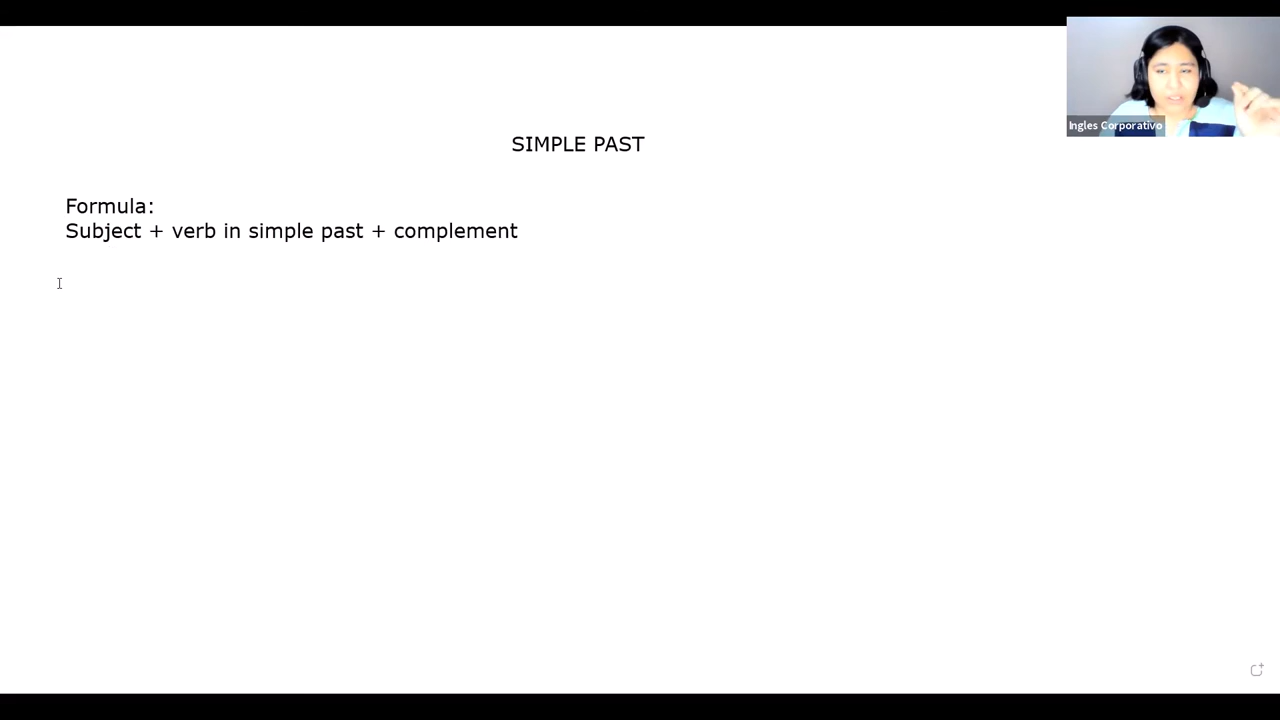 Ingles Corporativo
SIMPLE PAST
Formula:
Subject + verb in simple past + complement